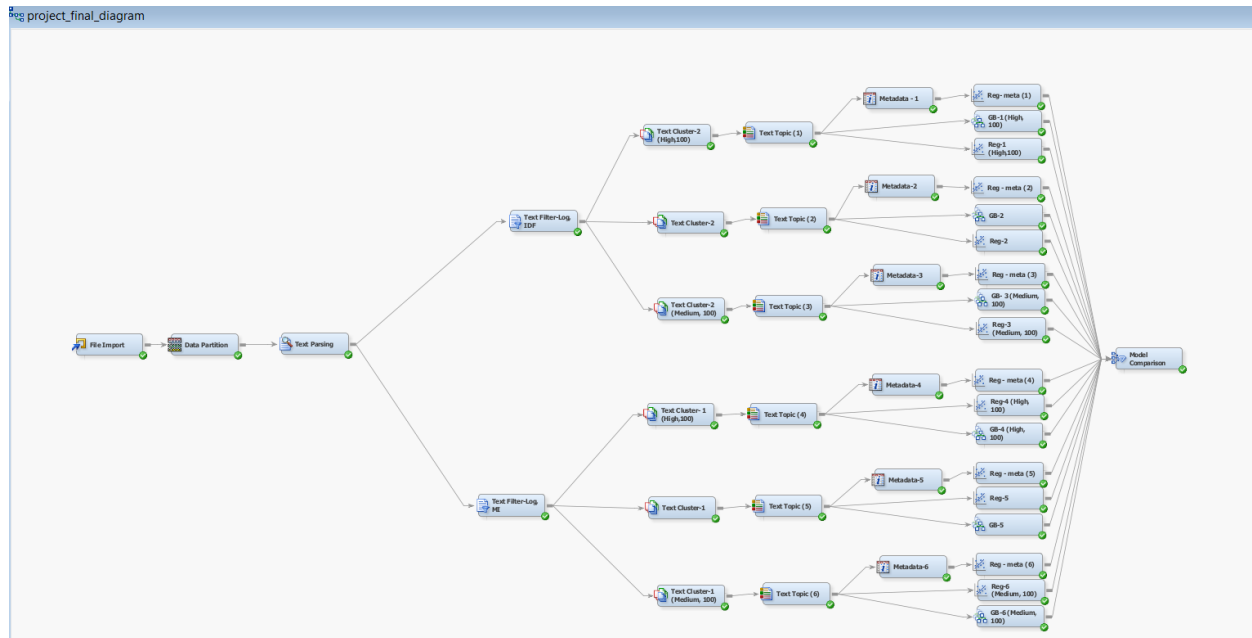 project_final_diagram
Metadata - 1
Reg- meta (1)
GB-1 (High,
100)
Reg-1
(High,100)
Text Cluster-2
(High,100)
Text Topic (1)
Metadata-2
Reg - meta (2)
GB-2
Reg-2
Text Filter-Log,
IDF
Text Cluster-2
Text Topic (2)
Metadata-3
Reg - meta (3)
GB- 3 (Medium,
100)
Reg-3
(Medium, 100)
Text Cluster-2
(Medium, 100)
Text Topic (3)
File Import
Data Partition
Text Parsing
Model
Comparison
Metadata-4
Reg - meta (4)
Reg-4 (High,
100)
GB-4 (High,
100)
Text Cluster- 1
(High,100)
Text Topic (4)
Metadata-5
Reg - meta (5)
Reg-5
GB-5
Text Filter-Log,
MI
Text Cluster-1
Text Topic (5)
Metadata-6
Reg - meta (6)
Reg-6
(Medium, 100)
GB-6 (Medium,
100)
Text Cluster-1
(Medium, 100)
Text Topic (6)